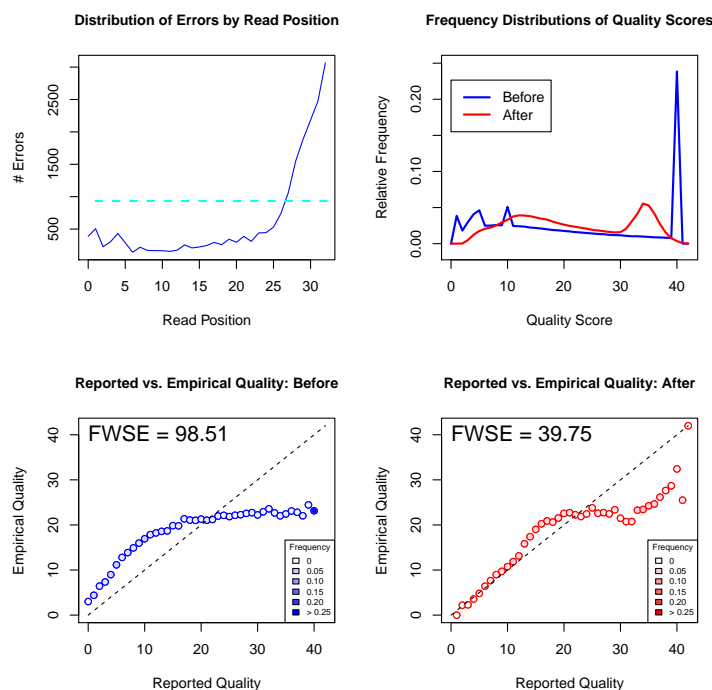 Distribution of Errors by Read Position
# Errors
500 1500 2500
0 5 10 15 20 25 30
Read Position
Frequency Distributions of Quality Scores
Relative Frequency
0.00 0.10 0.20
Before
After
0 10 20 30 40
Quality Score
Reported vs. Empirical Quality: Before
Empirical Quality
0 10 20 30 40
FWSE = 98.51
Frequency
0
0.05
0.10
0.15
0.20
> 0.25
0 10 20 30 40
Reported Quality
Reported vs. Empirical Quality: After
Empirical Quality
0 10 20 30 40
FWSE = 39.75
Frequency
0
0.05
0.10
0.15
0.20
> 0.25
0 10 20 30 40
Reported Quality